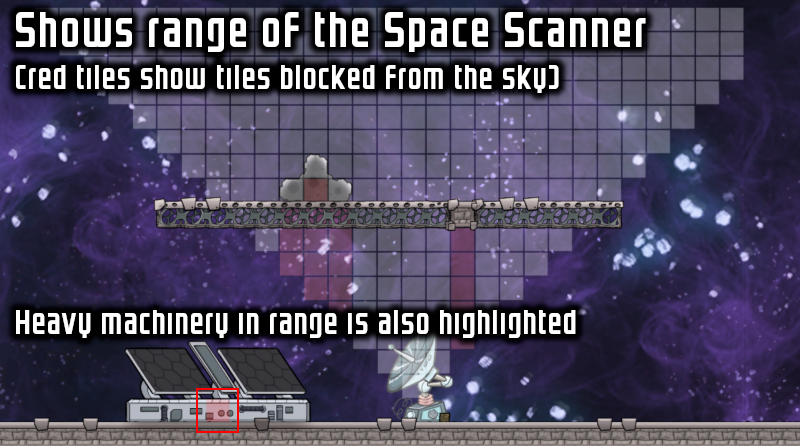 Shows range of the Space Scanner
(red tiles show tiles blocked from the sky)
Heavy machinery in range is also highlighted